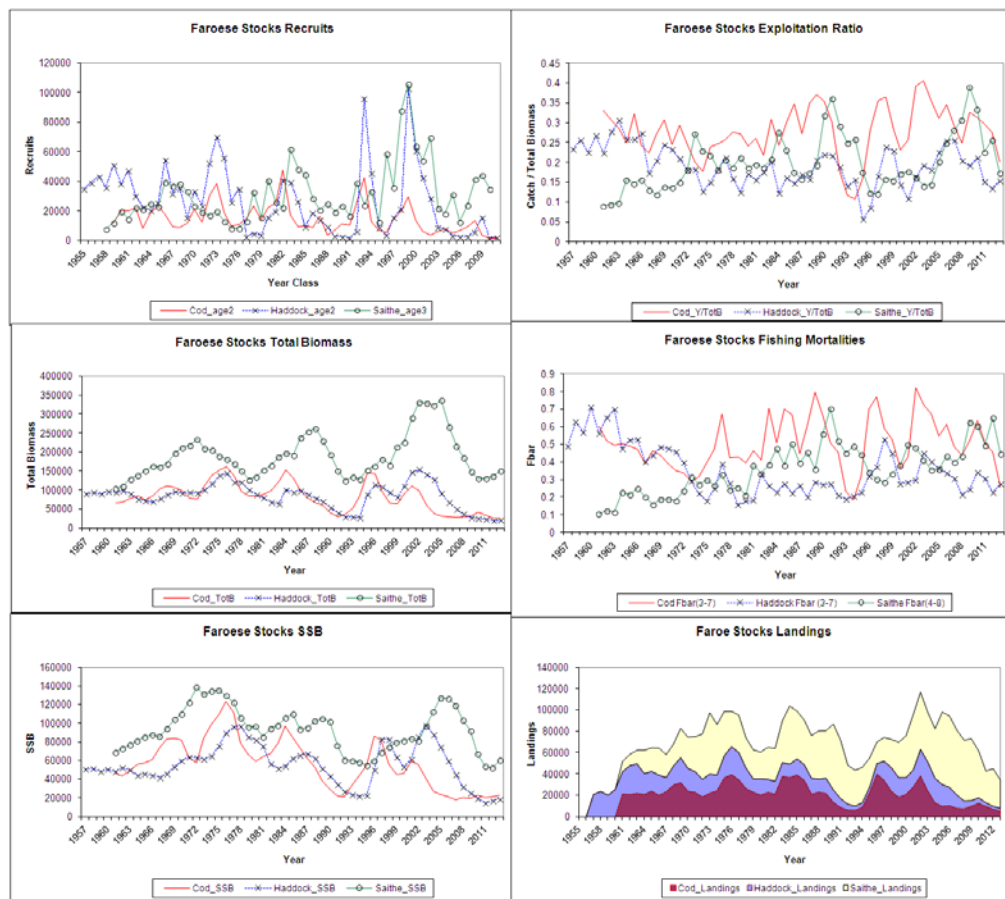 Faroese Stocks Recruits
120000
100000
80000
60000
40000
20000
0
Recruits
1955 1958 1961 1964 1967 1970 1973 1976 1979 1982 1985 1988 1991 1994 1997 2000 2003 2006 2009
Year Class
Cod_age2 Haddock_age2 Saithe_age3
Faroese Stocks Exploitation Ratio
0.45
0.4
0.35
0.3
0.25
0.2
0.15
0.1
0.05
0
Catch / Total Biomass
1957 1960 1963 1966 1969 1972 1975 1978 1981 1984 1987 1990 1993 1996 1999 2002 2005 2008 2011
Year
Cod_Y/TotB Haddock_Y/TotB Saithe_Y/TotB
Faroese Stocks Total Biomass
400000
350000
300000
250000
200000
150000
100000
50000
0
Total Biomass
1957 1960 1963 1966 1969 1972 1975 1978 1981 1984 1987 1990 1993 1996 1999 2002 2005 2008 2011
Year
Cod_TotB Haddock_TotB Saithe_TotB
Faroese Stocks Fishing Mortalities
0.9
0.8
0.7
0.6
0.5
0.4
0.3
0.2
0.1
0
Fbar
1957 1960 1963 1966 1969 1972 1975 1978 1981 1984 1987 1990 1993 1996 1999 2002 2005 2008 2011
Year
Cod Fbar(3-7) Haddock Fbar (3-7) Saithe Fbar(4-8)
Faroese Stocks SSB
160000
140000
120000
100000
80000
60000
40000
20000
0
SSB
1957 1960 1963 1966 1969 1972 1975 1978 1981 1984 1987 1990 1993 1996 1999 2002 2005 2008 2011
Year
Cod_SSB Haddock_SSB Saithe_SSB
Faroe Stocks Landings
140000
120000
100000
80000
60000
40000
20000
0
Landings
1955 1958 1961 1964 1967 1970 1973 1976 1979 1982 1985 1988 1991 1994 1997 2000 2003 2006 2009 2012
Year
Cod_Landings Haddock_Landings Saithe_Landings